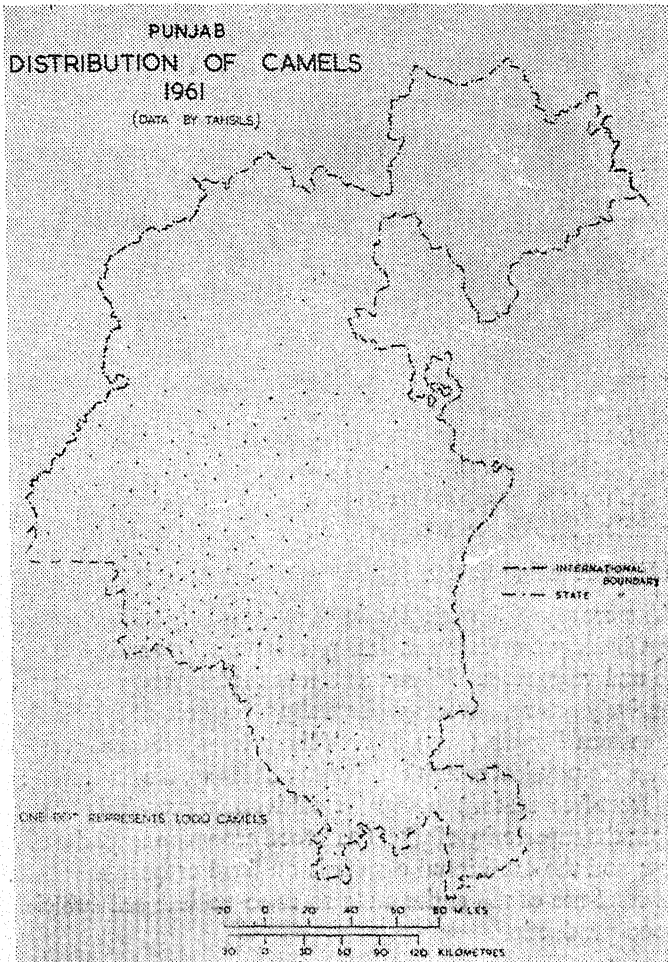 PUNJAB
DISTRIBUTION OF CAMELS
1961
(DATA BY TAHSILS)
INTERNATIONAL
BOUNDARY
STATE "
ONE DOT REPRESENTS 1,000 CAMELS
20 0 20 40 60 80 MILES
30 0 30 60 90 120 KILOMETRES